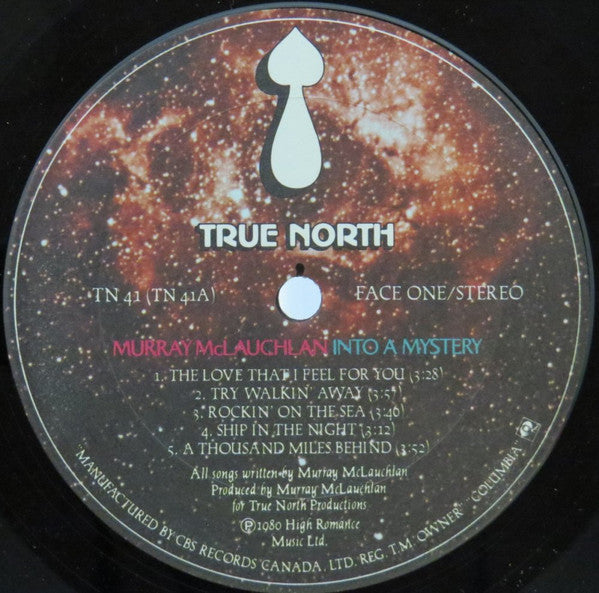 TRUE NORTH
TN 41 (TN 41A)
FACE ONE/STEREO
MURRAY McLAUCHLAN INTO A MYSTERY
1. THE LOVE THAT I FEEL FOR YOU (3:28)
2. TRY WALKIN' AWAY (3:57)
3. ROCKIN' ON THE SEA (3:46)
4. SHIP IN THE NIGHT (3:12)
5. A THOUSAND MILES BEHIND (3:52)
All songs written by Murray McLauchlan
Produced by Murray McLauchlan
for True North Productions
℗1980 High Romance
Music Ltd.
"MANUFACTURED BY CBS RECORDS CANADA, LTD. REG. T.M. OWNER" "COLUMBIA"